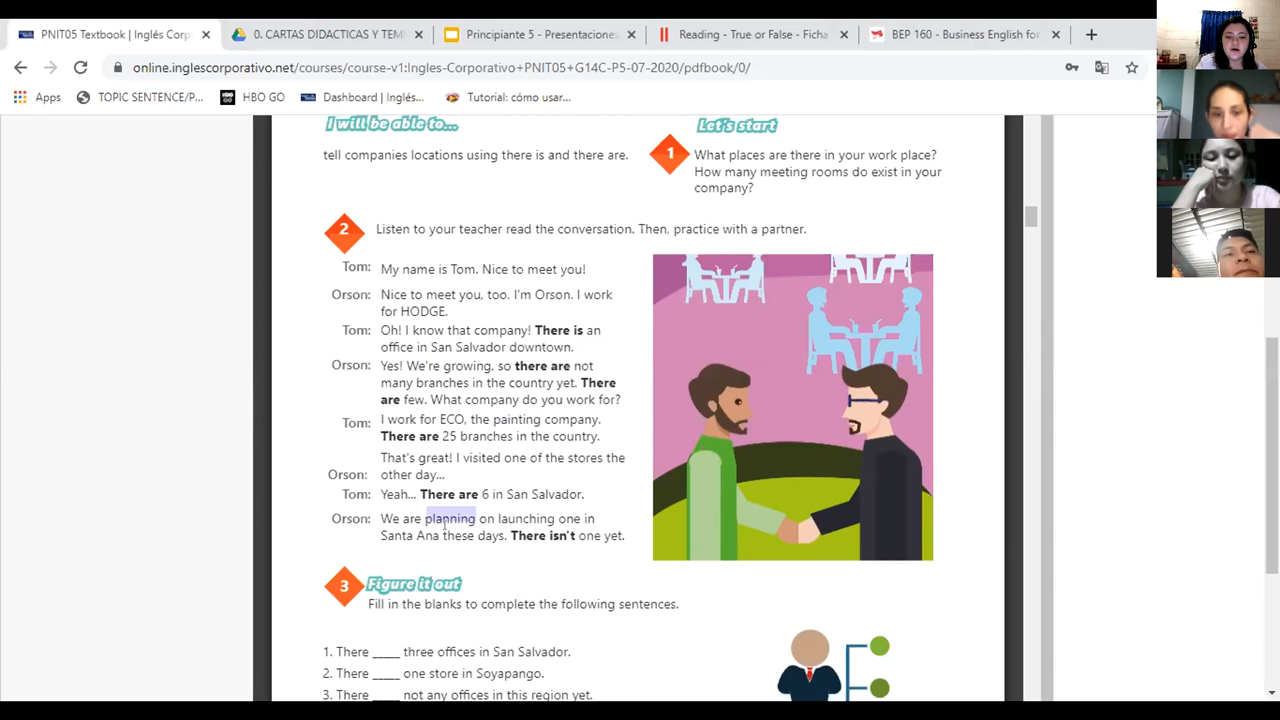 PNIT05 Textbook | Inglés Corp
0. CARTAS DIDACTICAS Y TEM
Principiante 5 - Presentaciones
Reading - True or False - Ficha
BEP 160 - Business English for
online.inglescorporativo.net/courses/course-v1:Ingles-Corporativo+PNIT05+G14C-P5-07-2020/pdfbook/0/
Apps
TOPIC SENTENCE/P...
HBO GO
Dashboard | Inglés...
Tutorial: cómo usar...
I will be able to...
tell companies locations using there is and there are.
Let's start
1
What places are there in your work place?
How many meeting rooms do exist in your
company?
2
Listen to your teacher read the conversation. Then, practice with a partner.
Tom: My name is Tom. Nice to meet you!
Orson: Nice to meet you, too. I'm Orson. I work
for HODGE.
Tom: Oh! I know that company! There is an
office in San Salvador downtown.
Orson: Yes! We're growing, so there are not
many branches in the country yet. There
are few. What company do you work for?
Tom: I work for ECO, the painting company.
There are 25 branches in the country.
That's great! I visited one of the stores the
Orson: other day...
Tom: Yeah... There are 6 in San Salvador.
Orson: We are planning on launching one in
Santa Ana these days. There isn't one yet.
3
Figure it out
Fill in the blanks to complete the following sentences.
1. There _____ three offices in San Salvador.
2. There _____ one store in Soyapango.
3. There _____ not any offices in this region yet.